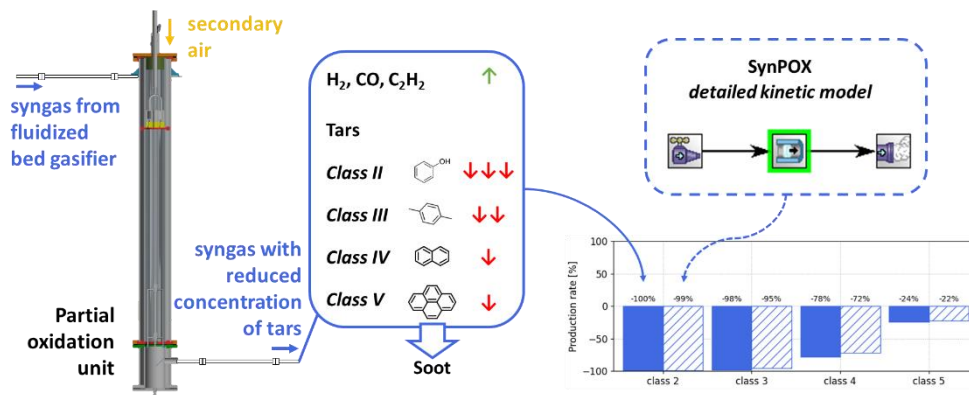 secondary
air
syngas from
fluidized
bed gasifier
Partial
oxidation
unit
syngas with
reduced
concentration
of tars
H₂, CO, C₂H₂
Tars
Class II
OH
Class III
Class IV
Class V
Soot
SynPOX
detailed kinetic model
Production rate [%]
100
50
0
−50
−100
-100%
-99%
-98%
-95%
-78%
-72%
-24%
-22%
class 2
class 3
class 4
class 5